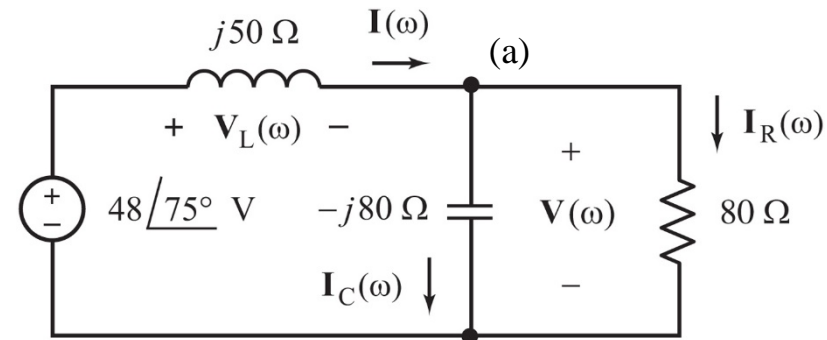 j50 Ω
I(ω)
(a)
+ V_L(ω) −
I_R(ω)
+
+
−
48/75° V
−j80 Ω
V(ω)
80 Ω
I_C(ω)
−